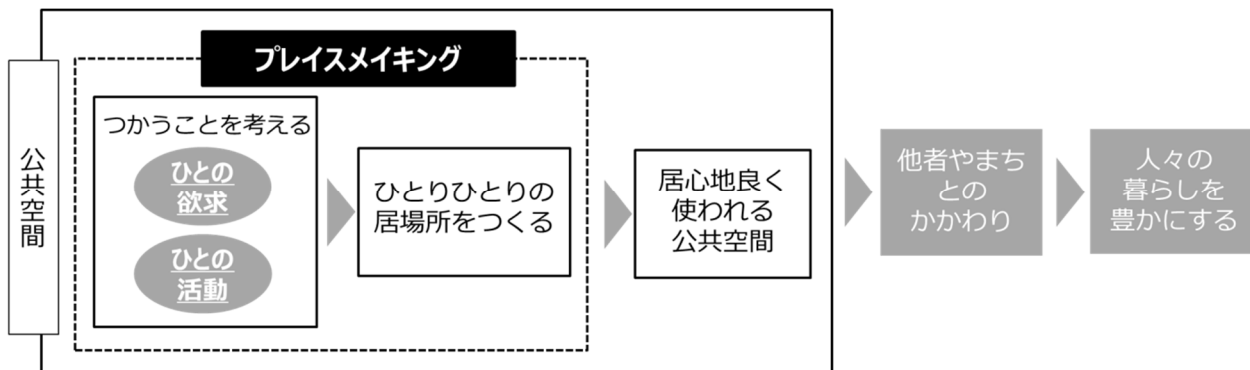 プレイスメイキング
公共空間
つかうことを考える
ひとの
欲求
ひとの
活動
ひとりひとりの
居場所をつくる
居心地良く
使われる
公共空間
他者やまち
との
かかわり
人々の
暮らしを
豊かにする